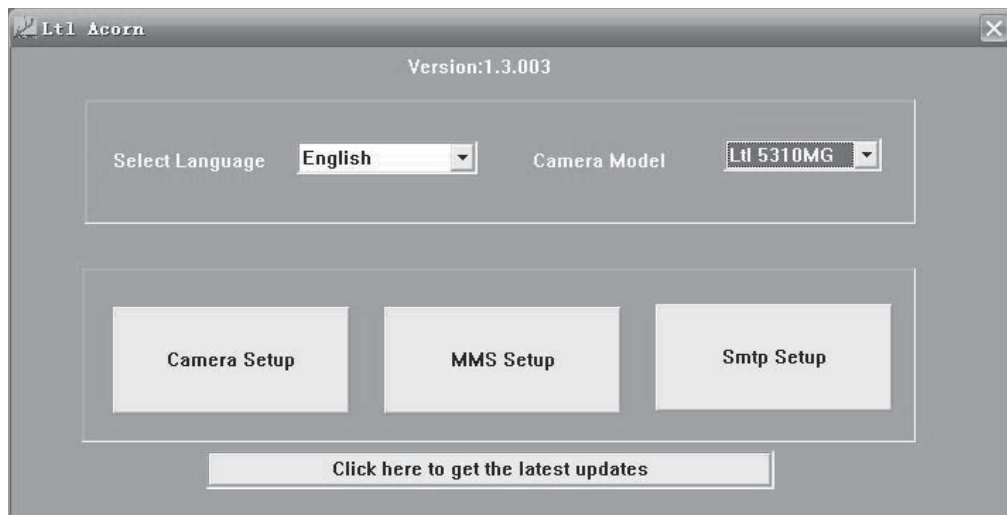 Ltl Acorn
Version:1.3.003
Select Language English Camera Model Ltl 5310MG
Camera Setup MMS Setup Smtp Setup
Click here to get the latest updates